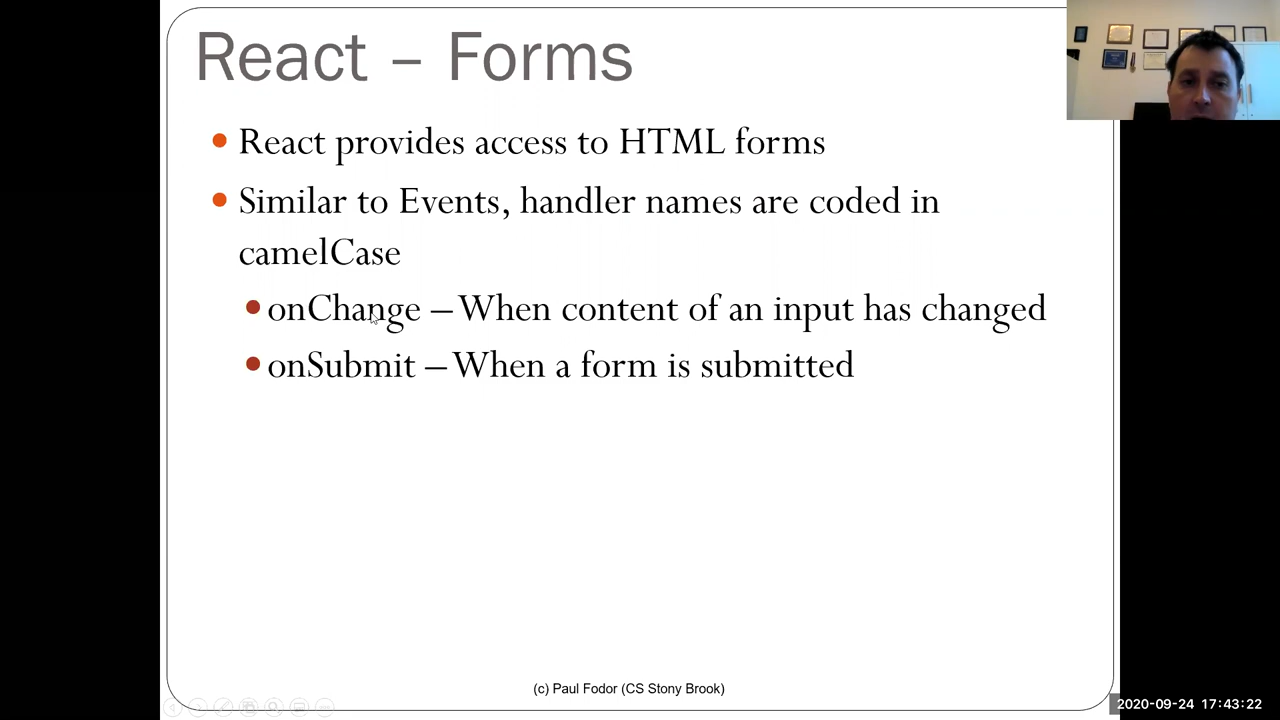 React – Forms
React provides access to HTML forms
Similar to Events, handler names are coded in
camelCase
onChange – When content of an input has changed
onSubmit – When a form is submitted
(c) Paul Fodor (CS Stony Brook)
2020-09-24 17:43:22